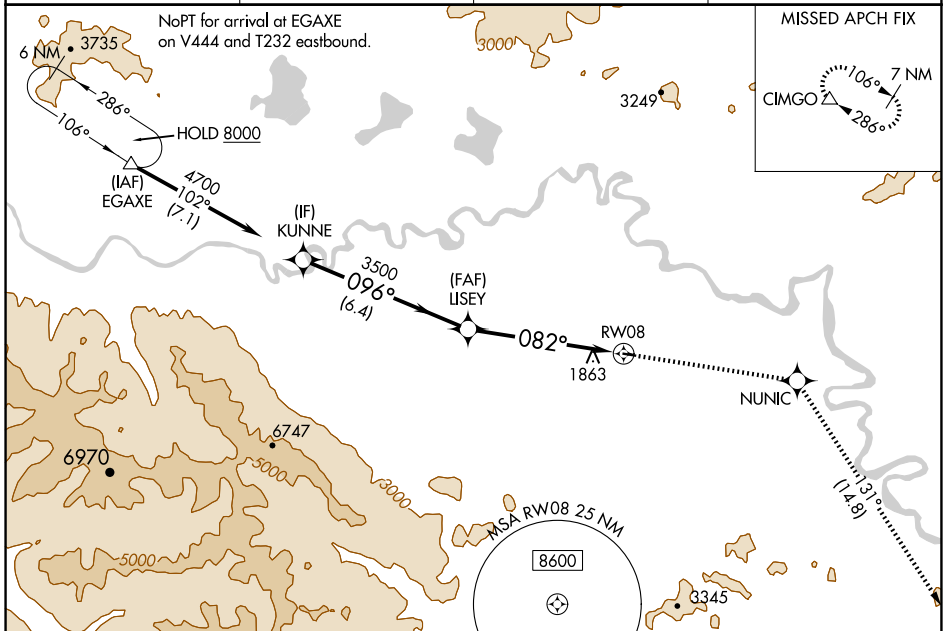 NoPT for arrival at EGAXE
on V444 and T232 eastbound.
3000
MISSED APCH FIX
6 NM
3735
106°
7 NM
CIMGO
286°
3249
286°
106°
HOLD 8000
(IAF)
EGAXE
4700
102°
(7.1)
(IF)
KUNNE
3500
096°
(6.4)
(FAF)
LISEY
082°
RW08
1863
NUNIC
131°
(14.8)
6747
6970
5000
3000
5000
MSA RW08 25 NM
8600
3345